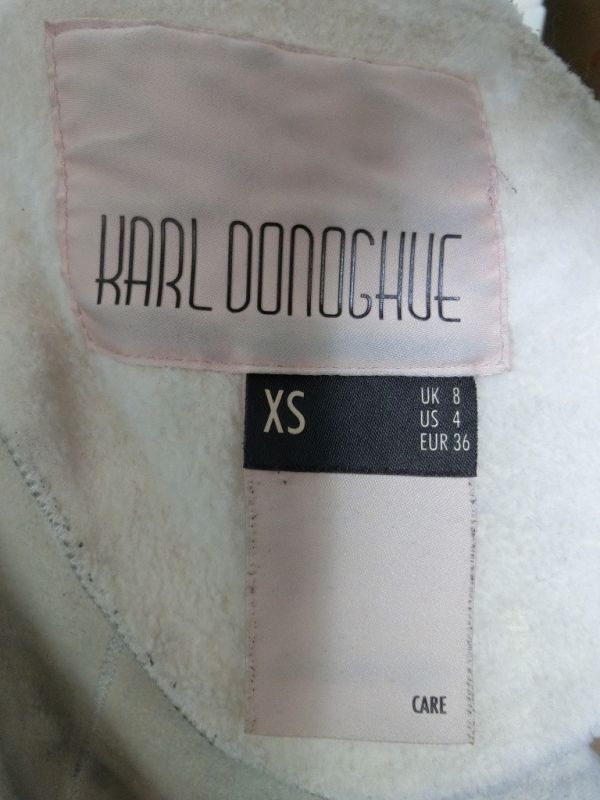 KARL DONOGHUE
XS
UK 8
US 4
EUR 36
CARE